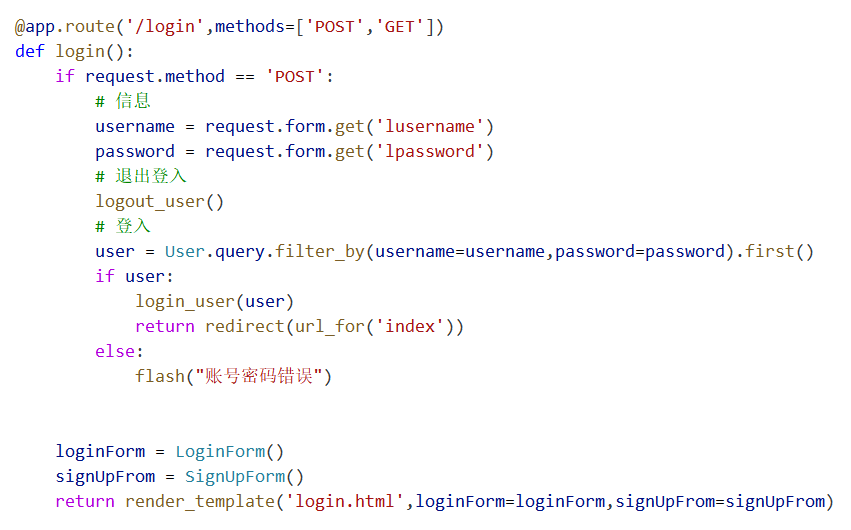 @app.route('/login',methods=['POST','GET'])
def login():
    if request.method == 'POST':
        # 信息
        username = request.form.get('lusername')
        password = request.form.get('lpassword')
        # 退出登入
        logout_user()
        # 登入
        user = User.query.filter_by(username=username,password=password).first()
        if user:
            login_user(user)
            return redirect(url_for('index'))
        else:
            flash("账号密码错误")
    loginForm = LoginForm()
    signUpFrom = SignUpForm()
    return render_template('login.html',loginForm=loginForm,signUpFrom=signUpFrom)